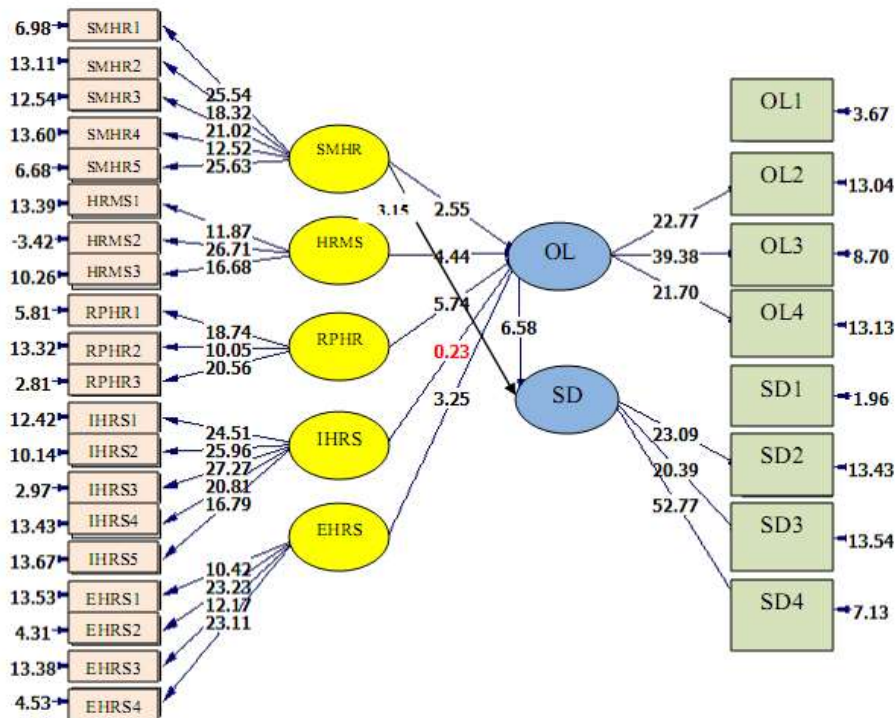 6.98 SMHR1
13.11 SMHR2
12.54 SMHR3
13.60 SMHR4
6.68 SMHR5
13.39 HRMS1
-3.42 HRMS2
10.26 HRMS3
5.81 RPHR1
13.32 RPHR2
2.81 RPHR3
12.42 IHRS1
10.14 IHRS2
2.97 IHRS3
13.43 IHRS4
13.67 IHRS5
13.53 EHRS1
4.31 EHRS2
13.38 EHRS3
4.53 EHRS4
25.54
18.32
21.02
12.52
25.63
11.87
26.71
16.68
18.74
10.05
20.56
24.51
25.96
27.27
20.81
16.79
10.42
23.23
12.17
23.11
SMHR
HRMS
RPHR
IHRS
EHRS
3.15
2.55
4.44
5.74
0.23
3.25
6.58
OL
SD
22.77
39.38
21.70
23.09
20.39
52.77
OL1 3.67
OL2 13.04
OL3 8.70
OL4 13.13
SD1 1.96
SD2 13.43
SD3 13.54
SD4 7.13